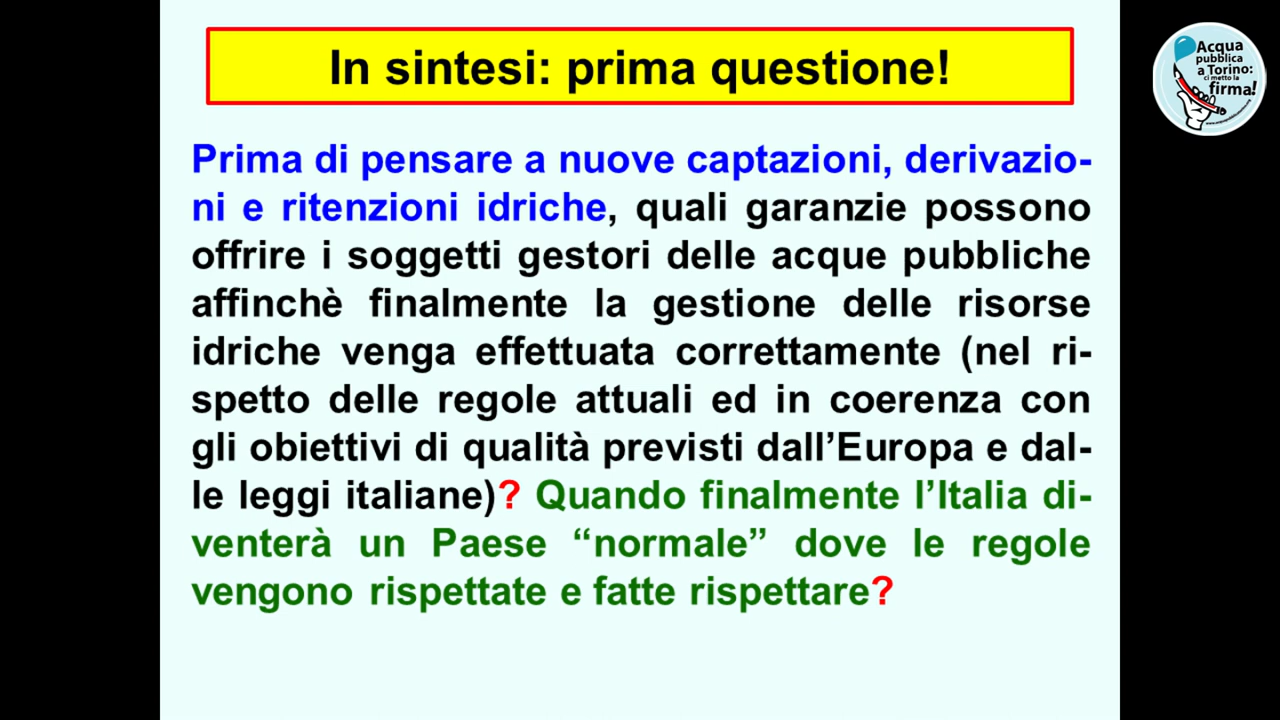 In sintesi: prima questione!
Prima di pensare a nuove captazioni, derivazio-
ni e ritenzioni idriche, quali garanzie possono
offrire i soggetti gestori delle acque pubbliche
affinchè finalmente la gestione delle risorse
idriche venga effettuata correttamente (nel ri-
spetto delle regole attuali ed in coerenza con
gli obiettivi di qualità previsti dall’Europa e dal-
le leggi italiane)? Quando finalmente l’Italia di-
venterà un Paese “normale” dove le regole
vengono rispettate e fatte rispettare?
Acqua
pubblica
a Torino:
ci metto la
firma!